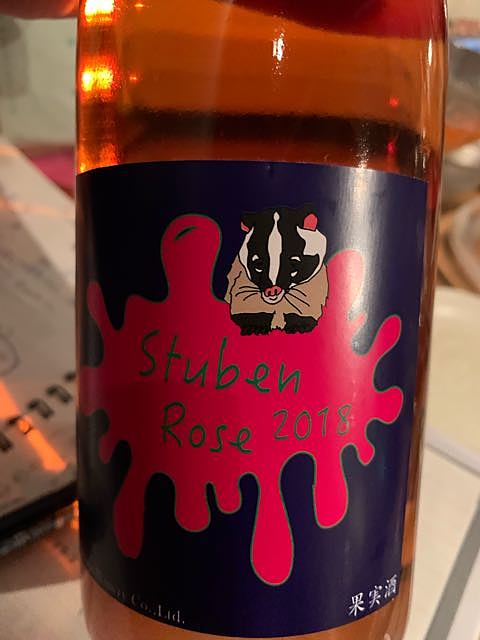 Stuben
Rose 2018
Co.,Ltd.
果実酒